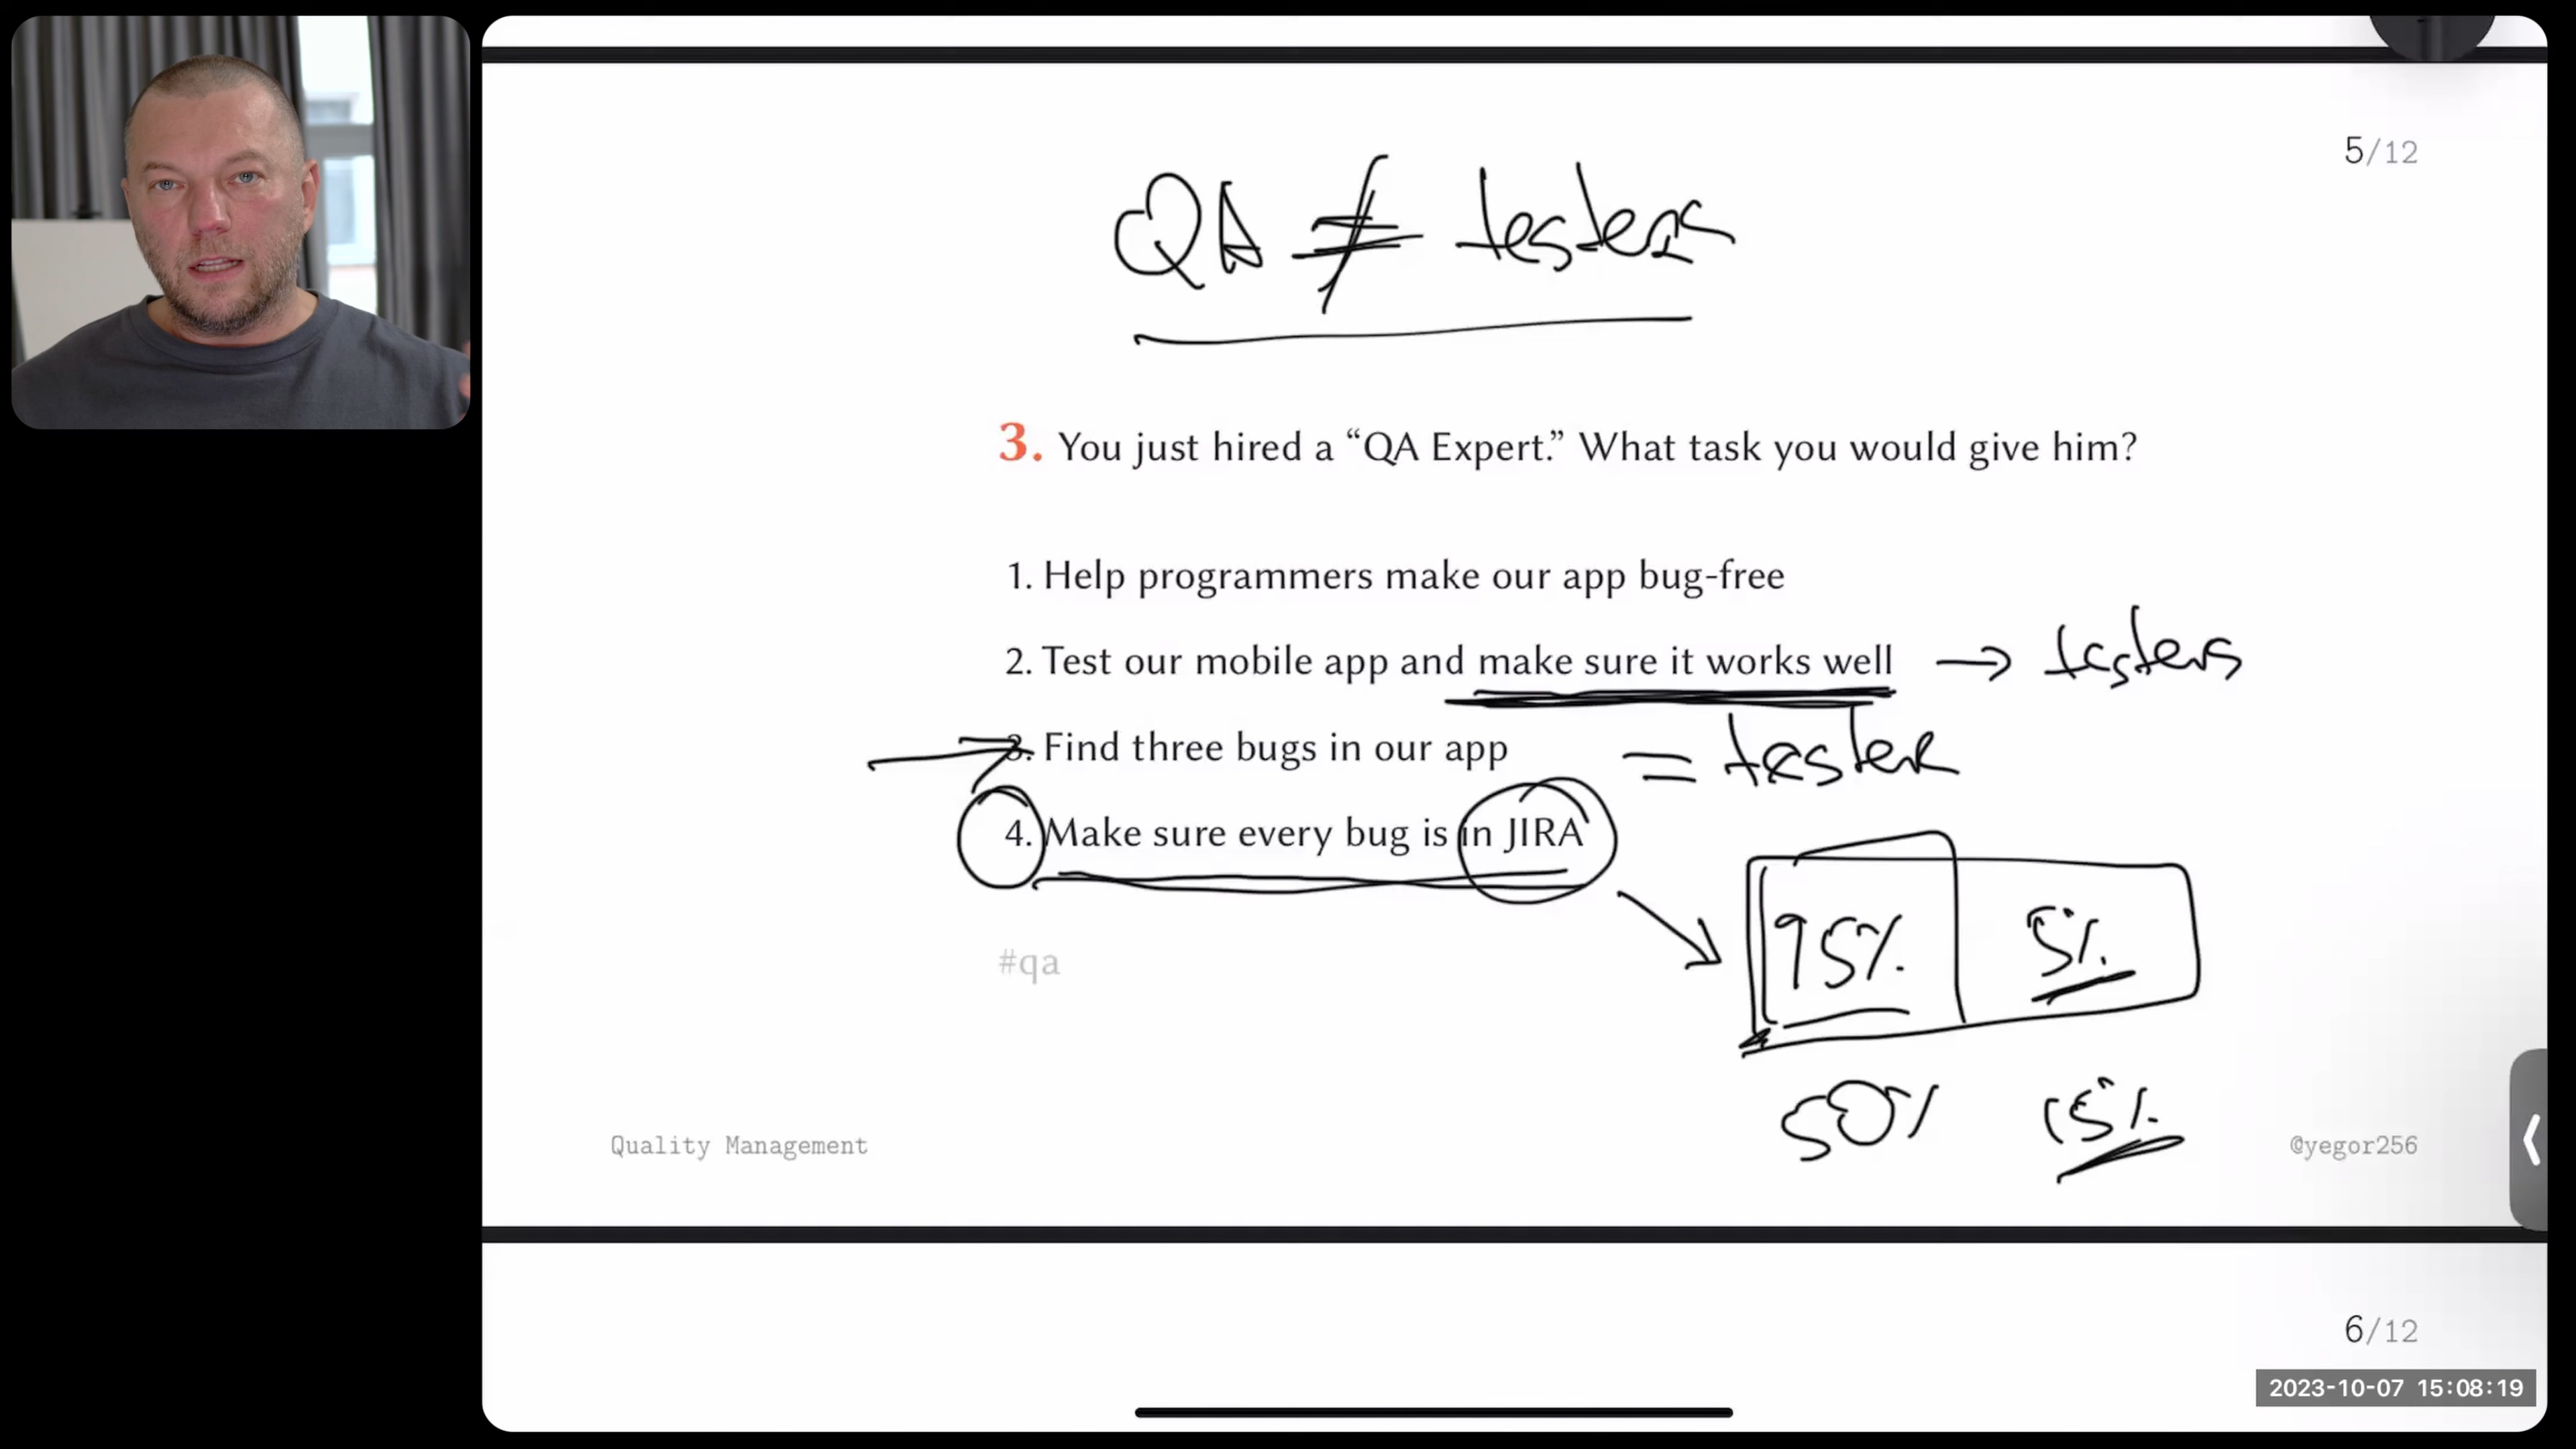 5/12
QA ≠ testers
3. You just hired a “QA Expert.” What task you would give him?
1. Help programmers make our app bug-free
2. Test our mobile app and make sure it works well → testers
3. Find three bugs in our app = tester
4. Make sure every bug is in JIRA
95% 5%
#qa
50% 15%
Quality Management @yegor256
6/12
2023-10-07 15:08:19